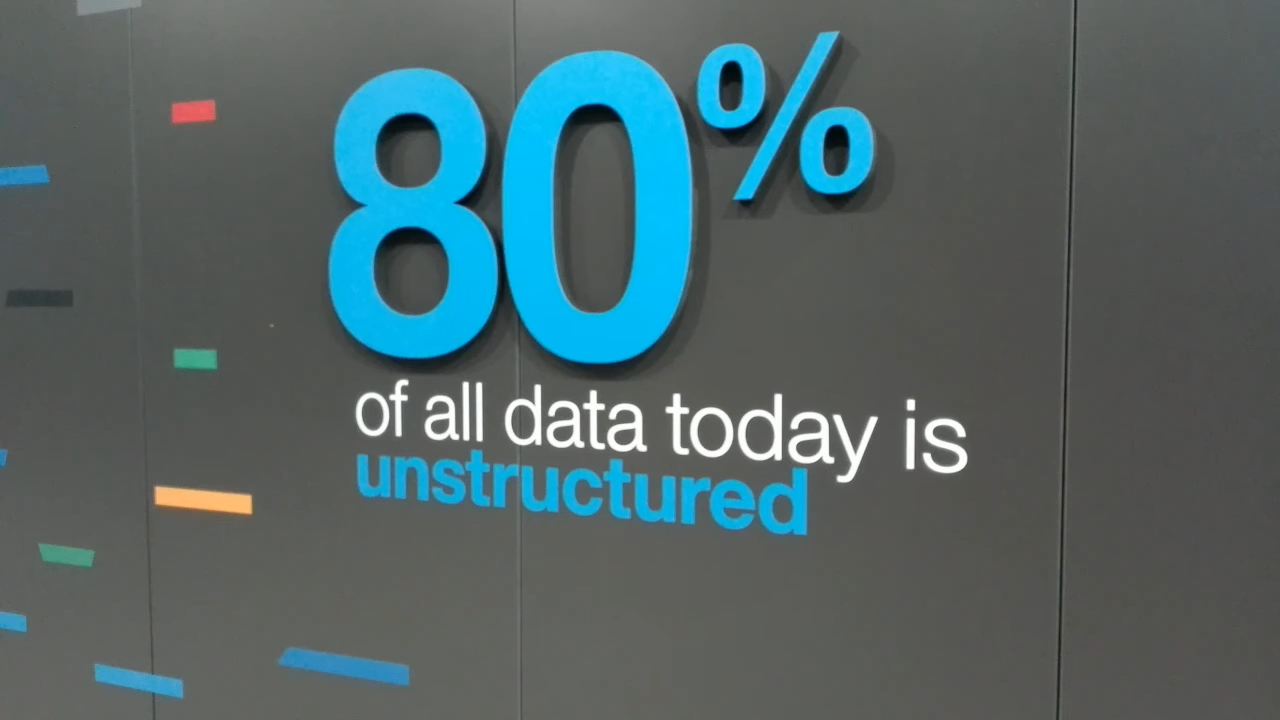 80%
of all data today is
unstructured